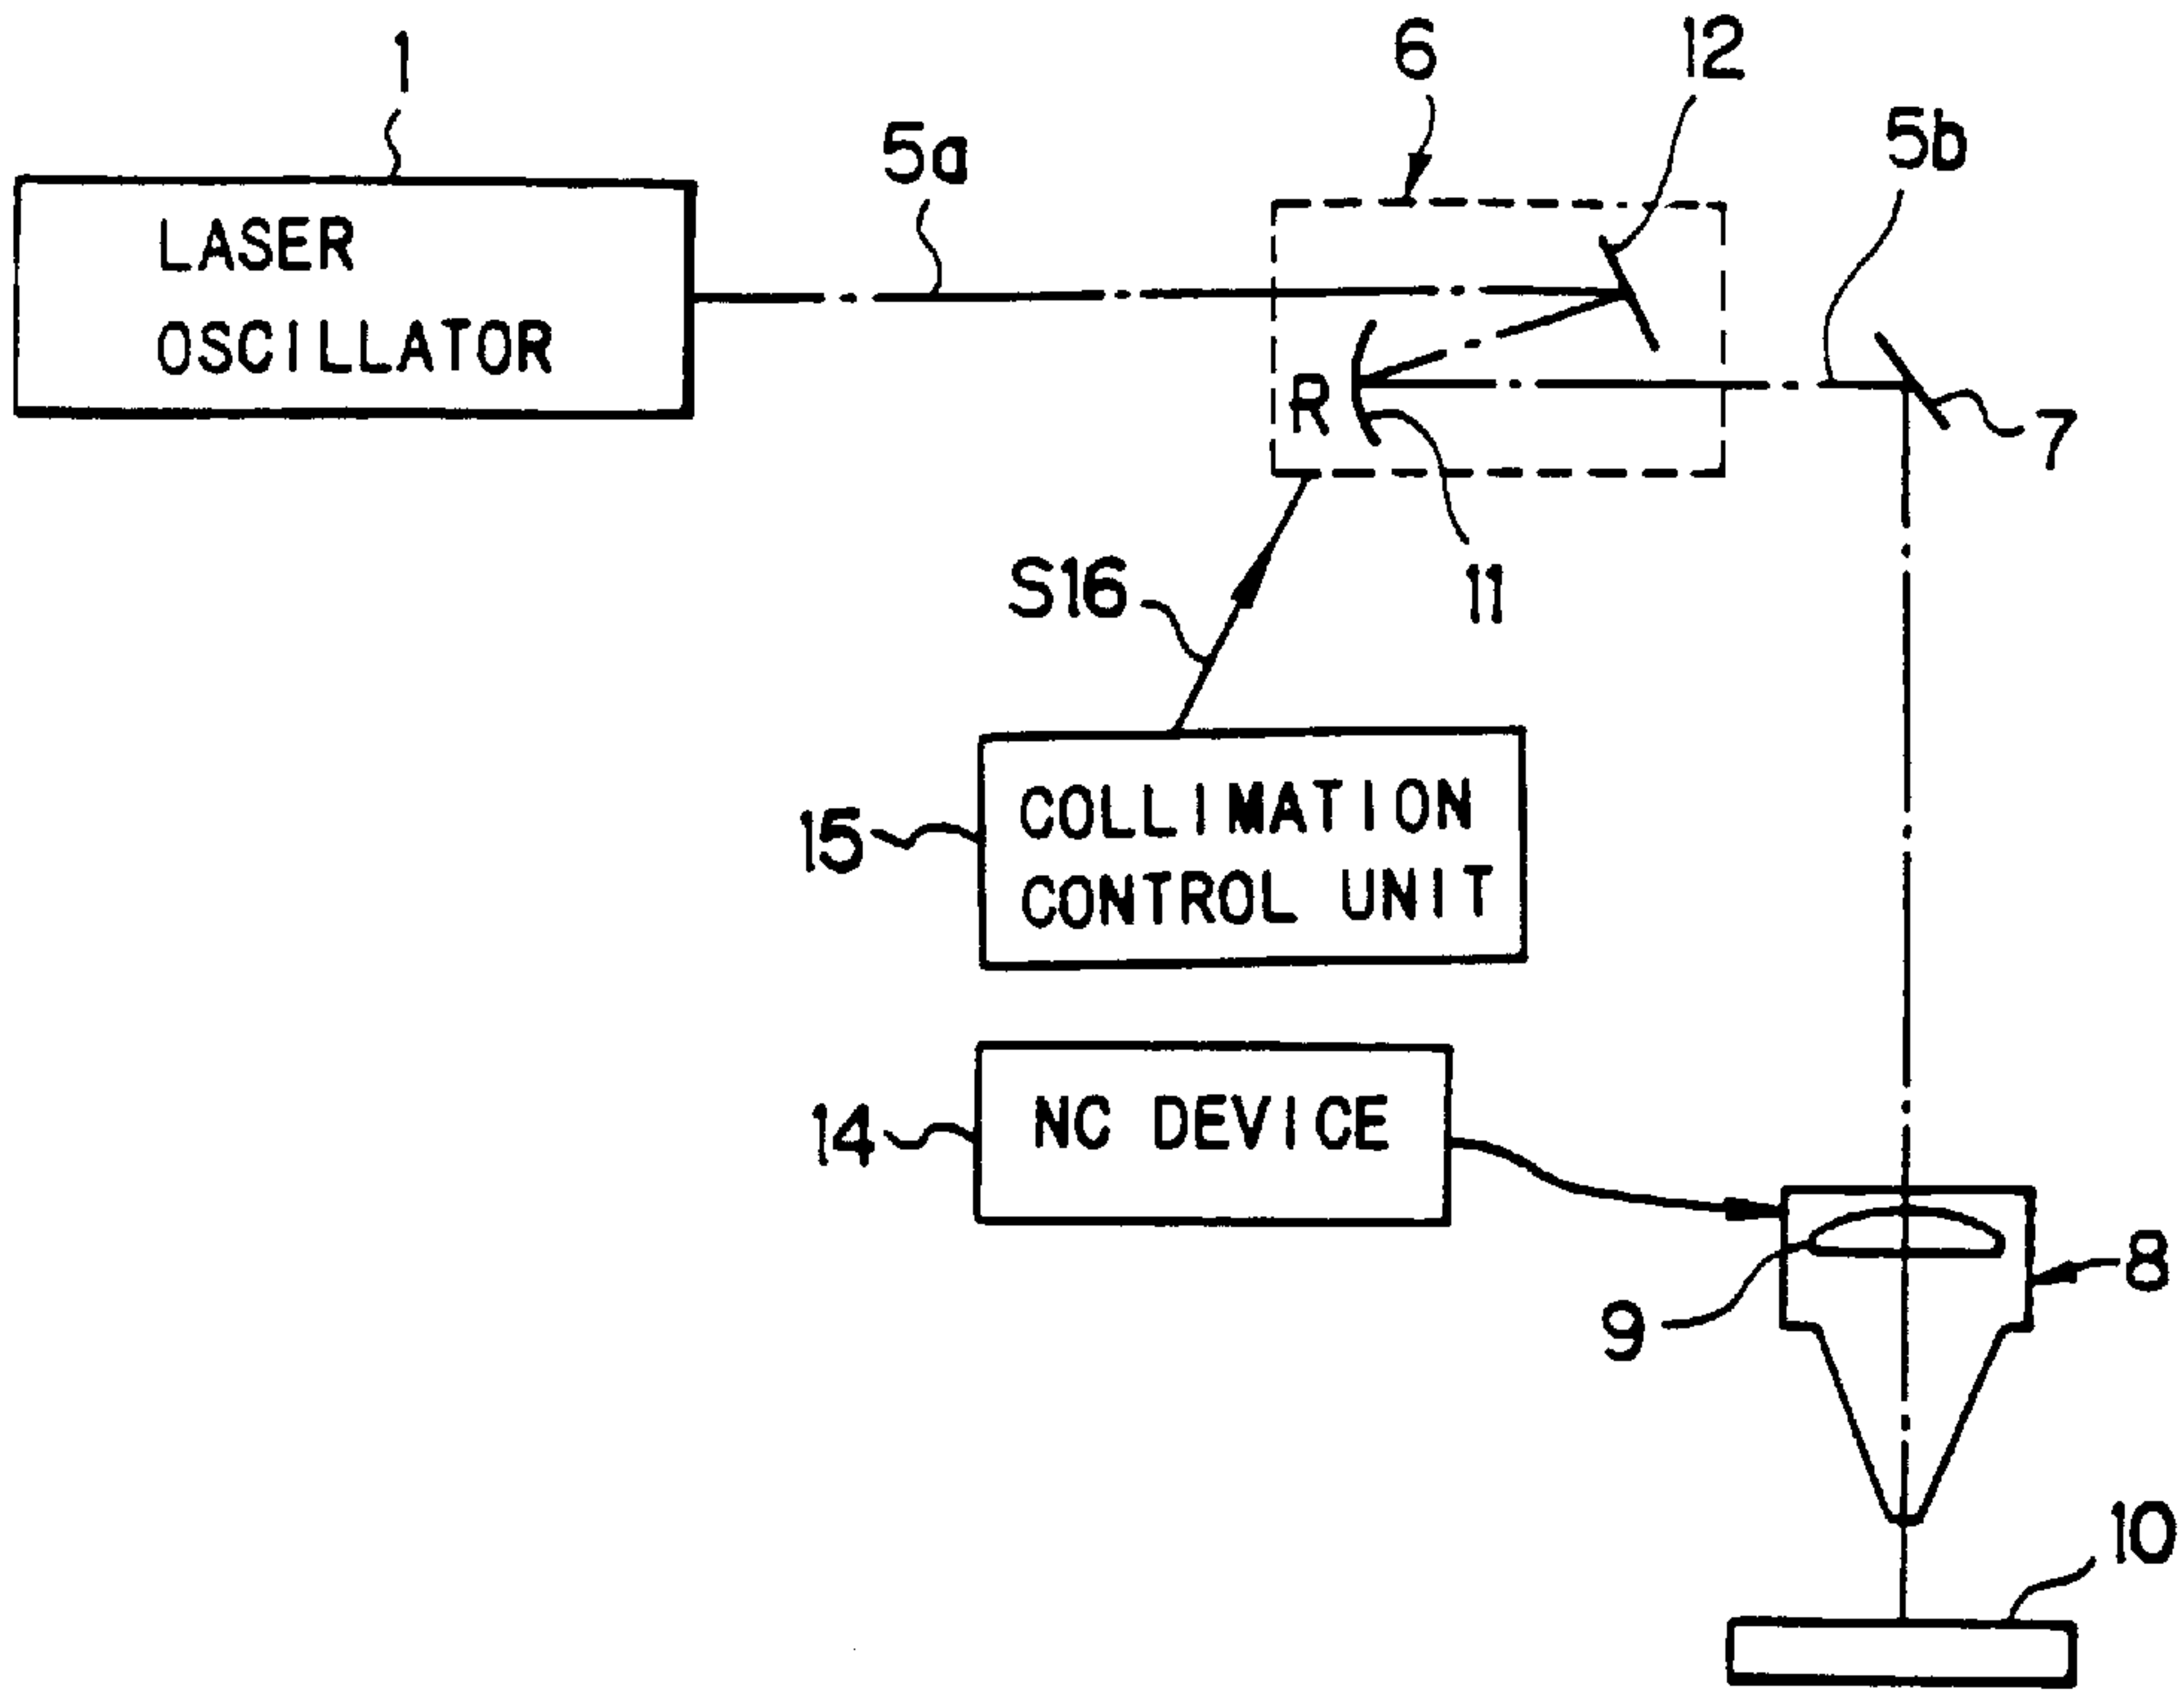 1
6
12
5a
5b
LASER
OSCILLATOR
R
7
S16
11
15
COLLIMATION
CONTROL UNIT
14
NC DEVICE
8
9
10